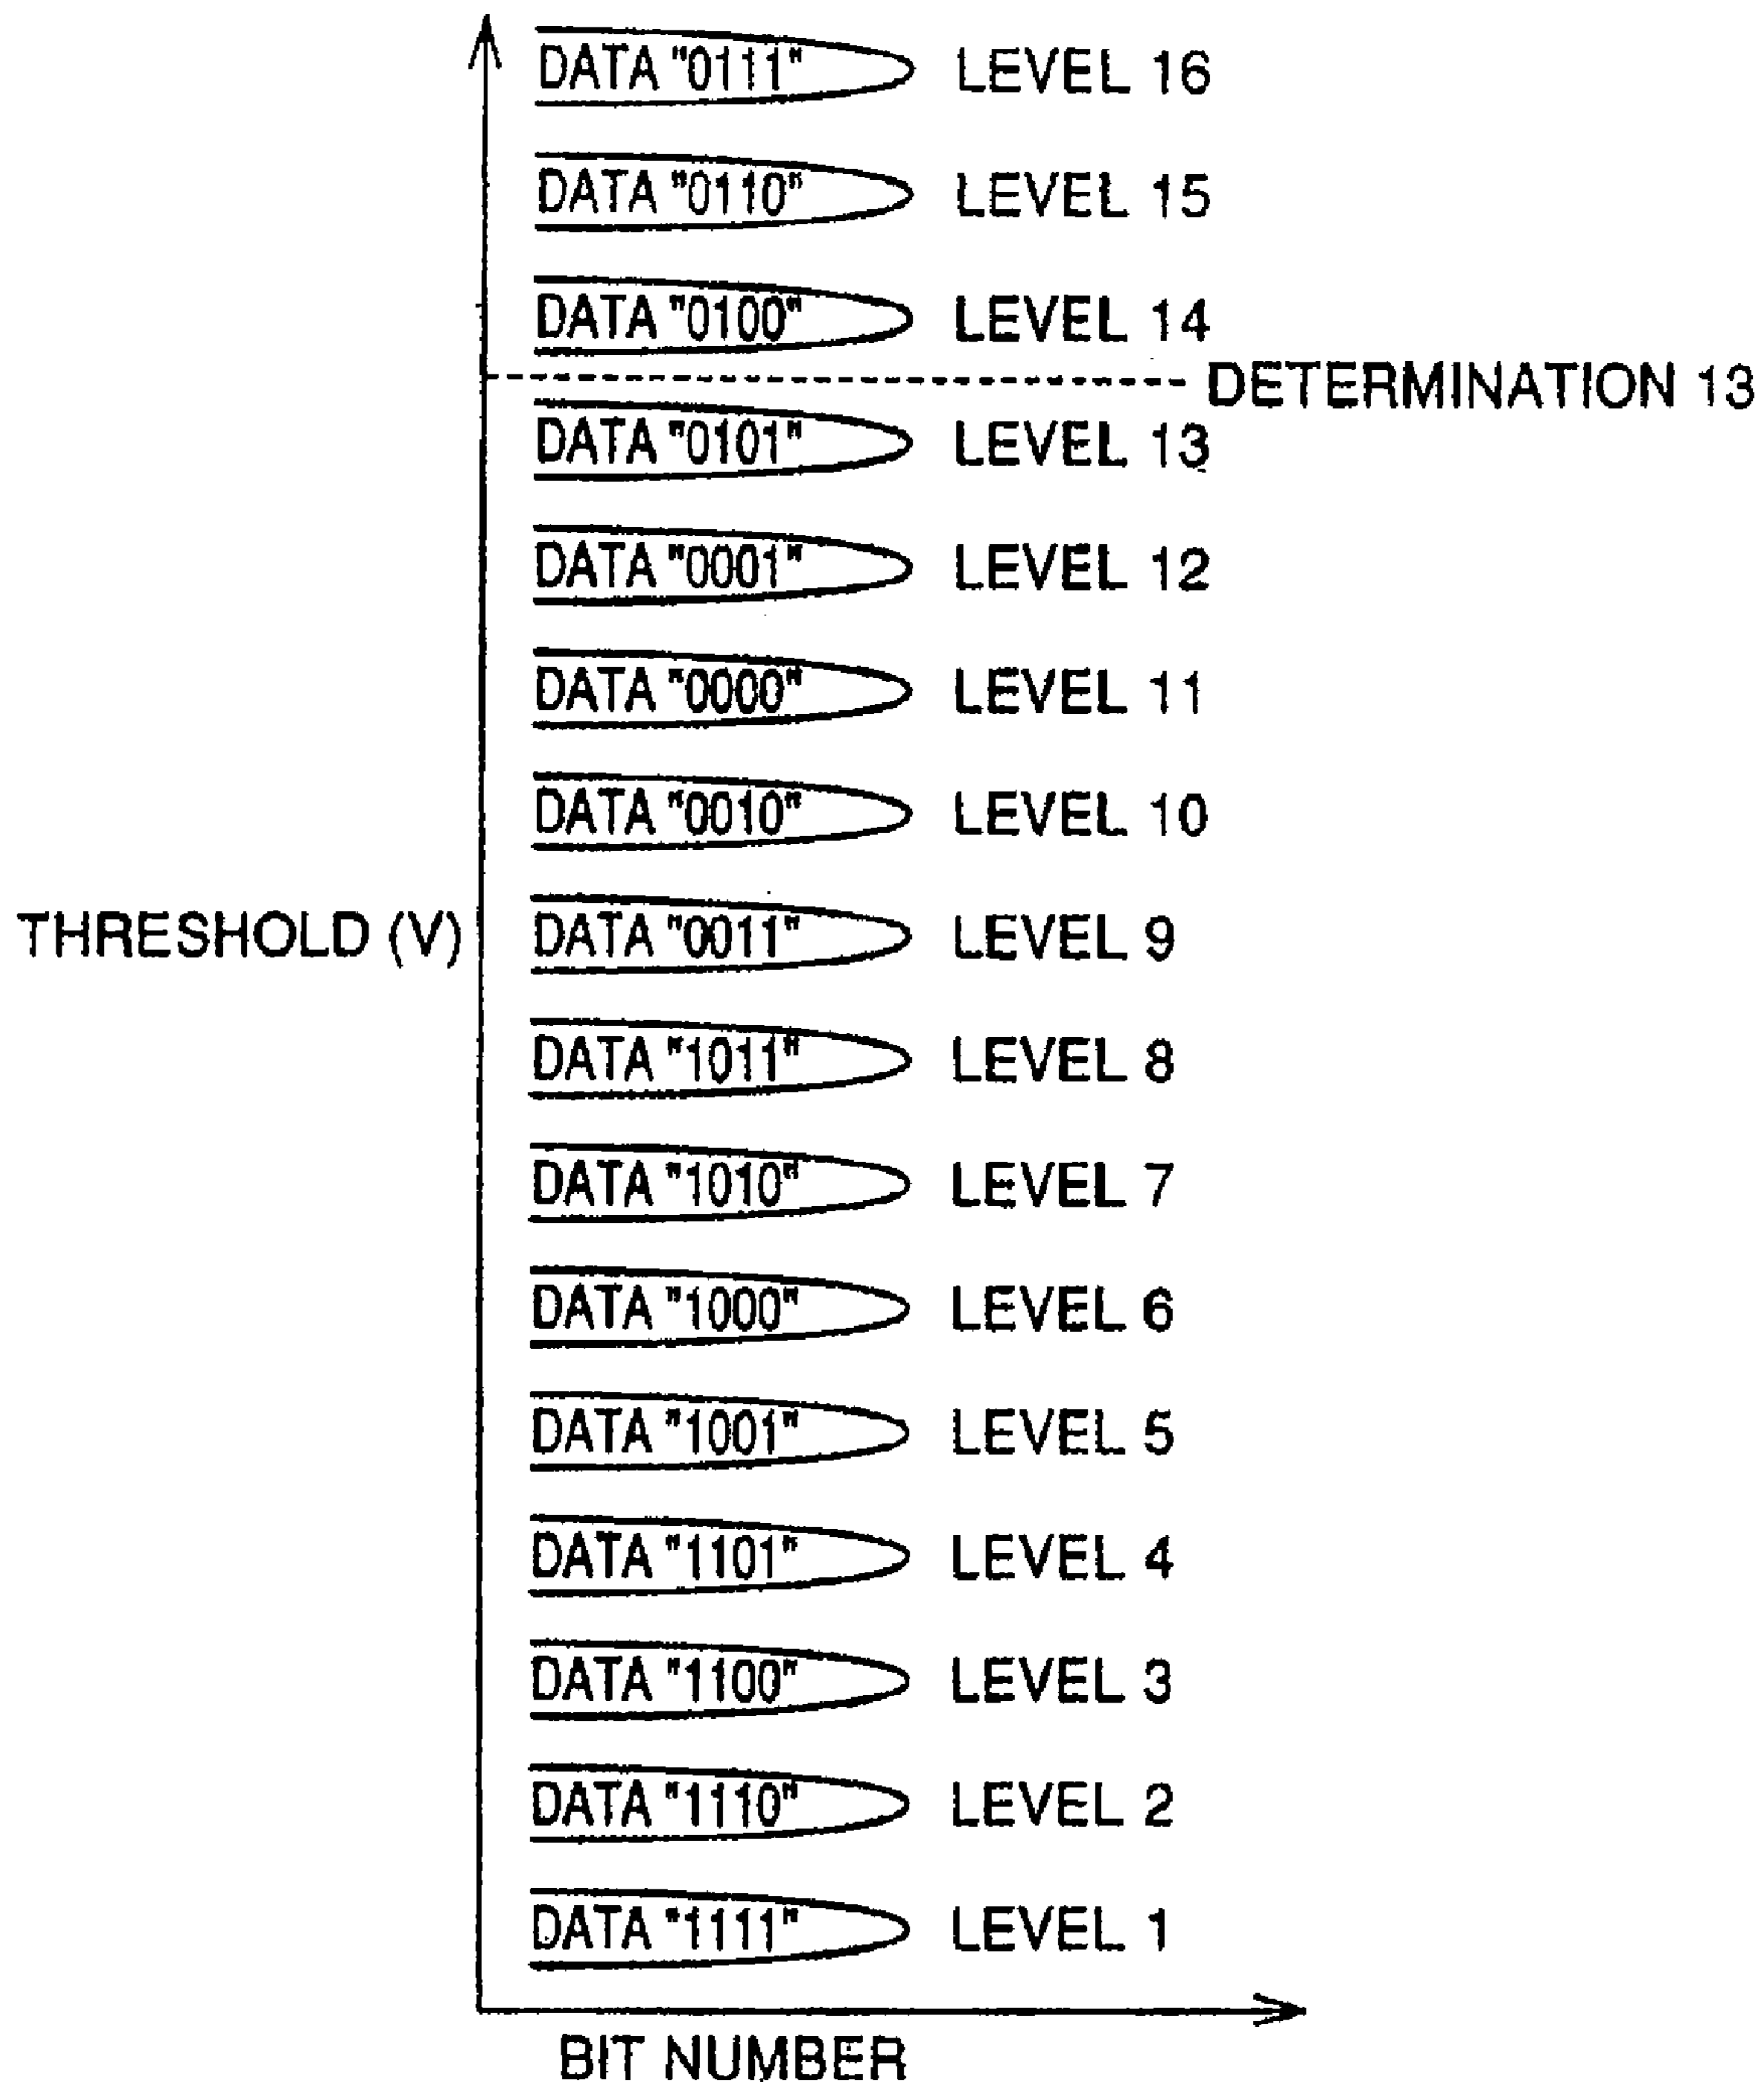 DATA "0111" LEVEL 16
DATA "0110" LEVEL 15
DATA "0100" LEVEL 14
DETERMINATION 13
DATA "0101" LEVEL 13
DATA "0001" LEVEL 12
DATA "0000" LEVEL 11
DATA "0010" LEVEL 10
THRESHOLD (V) DATA "0011" LEVEL 9
DATA "1011" LEVEL 8
DATA "1010" LEVEL 7
DATA "1000" LEVEL 6
DATA "1001" LEVEL 5
DATA "1101" LEVEL 4
DATA "1100" LEVEL 3
DATA "1110" LEVEL 2
DATA "1111" LEVEL 1
BIT NUMBER